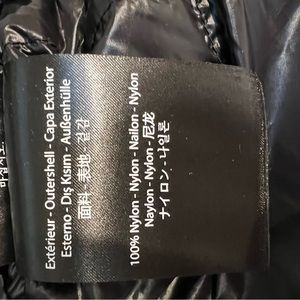 Extérieur - Outershell - Capa Exterior
Esterno - Dış Kısım - Außenhülle
面料 - 表地 - 겉감
100% Nylon - Nylon - Nailon - Nylon
Naylon - Nylon - 尼龙
ナイロン - 나일론